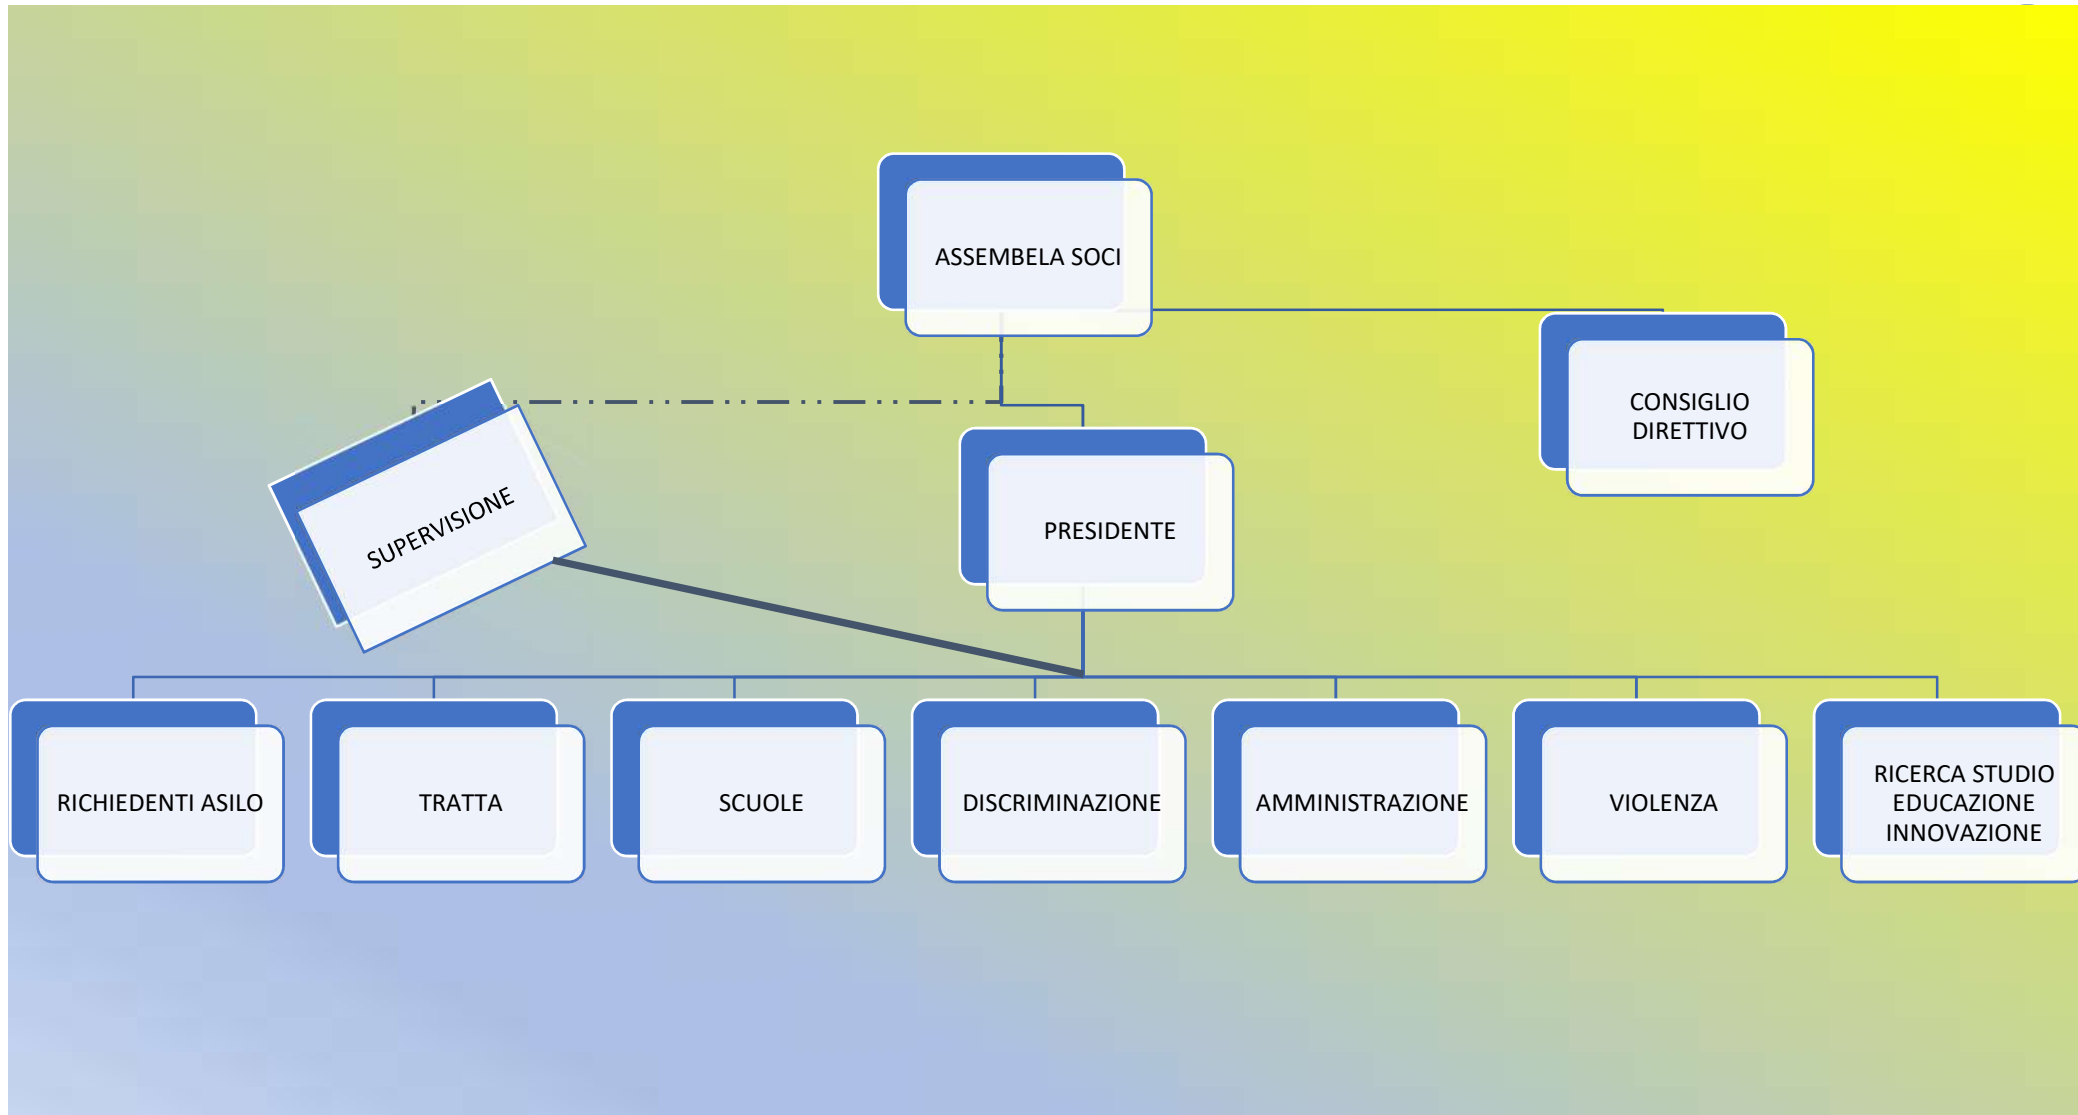 ASSEMBELA SOCI
CONSIGLIO
DIRETTIVO
SUPERVISIONE
PRESIDENTE
RICHIEDENTI ASILO
TRATTA
SCUOLE
DISCRIMINAZIONE
AMMINISTRAZIONE
VIOLENZA
RICERCA STUDIO
EDUCAZIONE
INNOVAZIONE